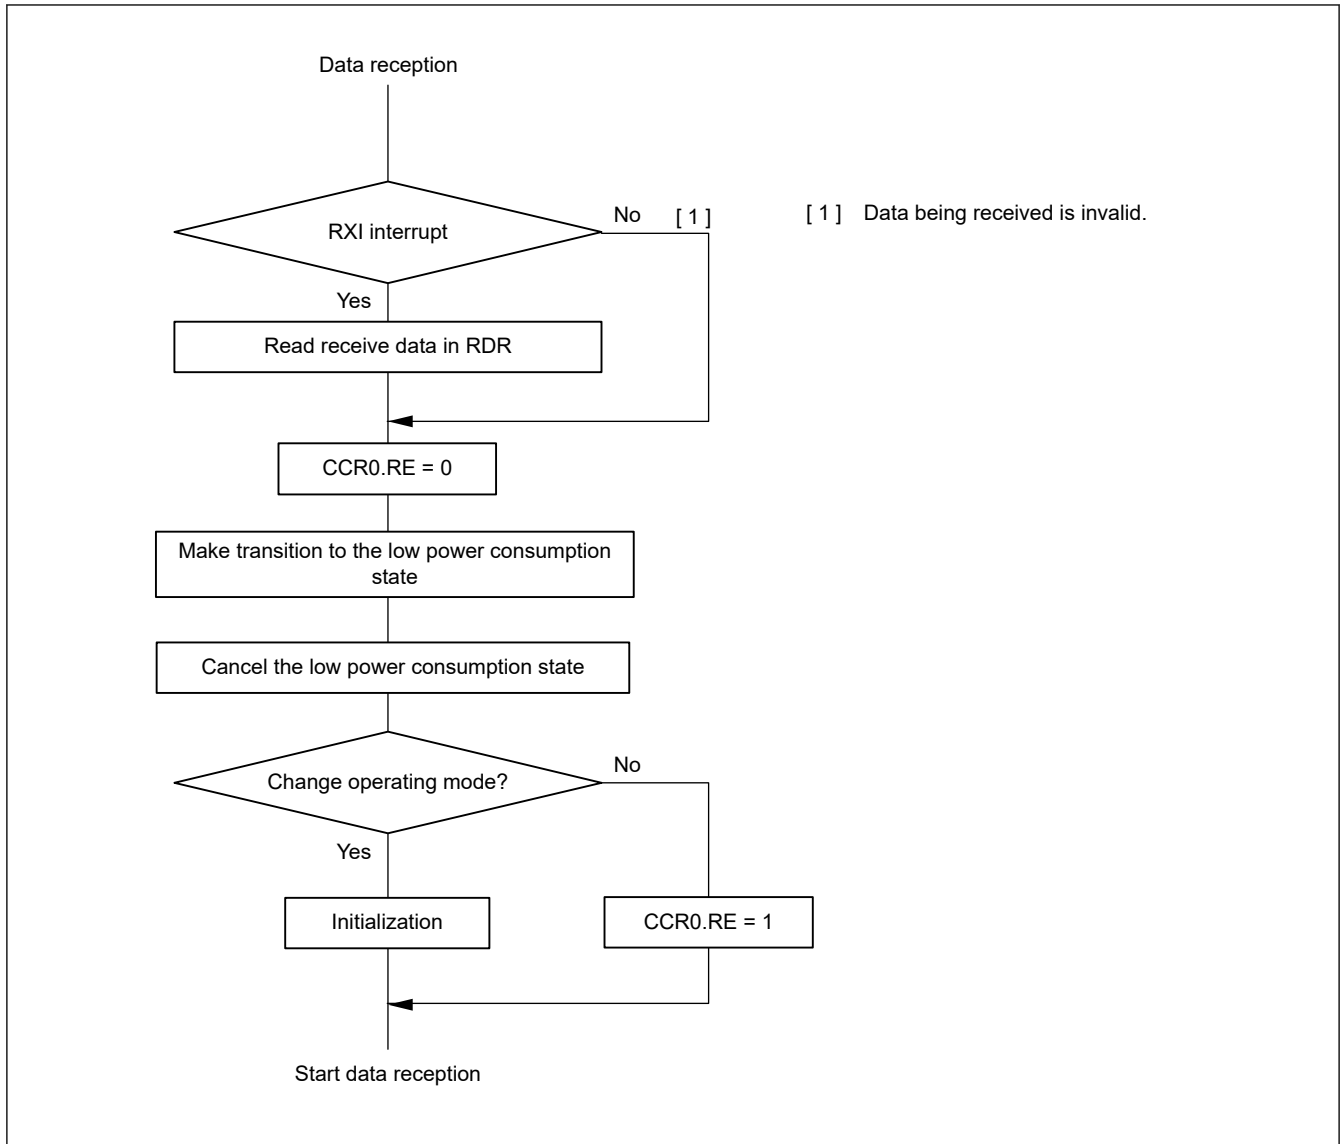 Data reception
RXI interrupt
No [ 1 ]
[ 1 ] Data being received is invalid.
Yes
Read receive data in RDR
CCR0.RE = 0
Make transition to the low power consumption
state
Cancel the low power consumption state
Change operating mode?
No
Yes
Initialization
CCR0.RE = 1
Start data reception